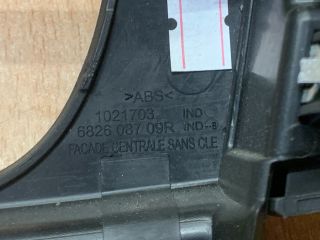 >ABS<
1021703. IND
6826 087 09R IND-B
FACADE CENTRALE SANS CLE